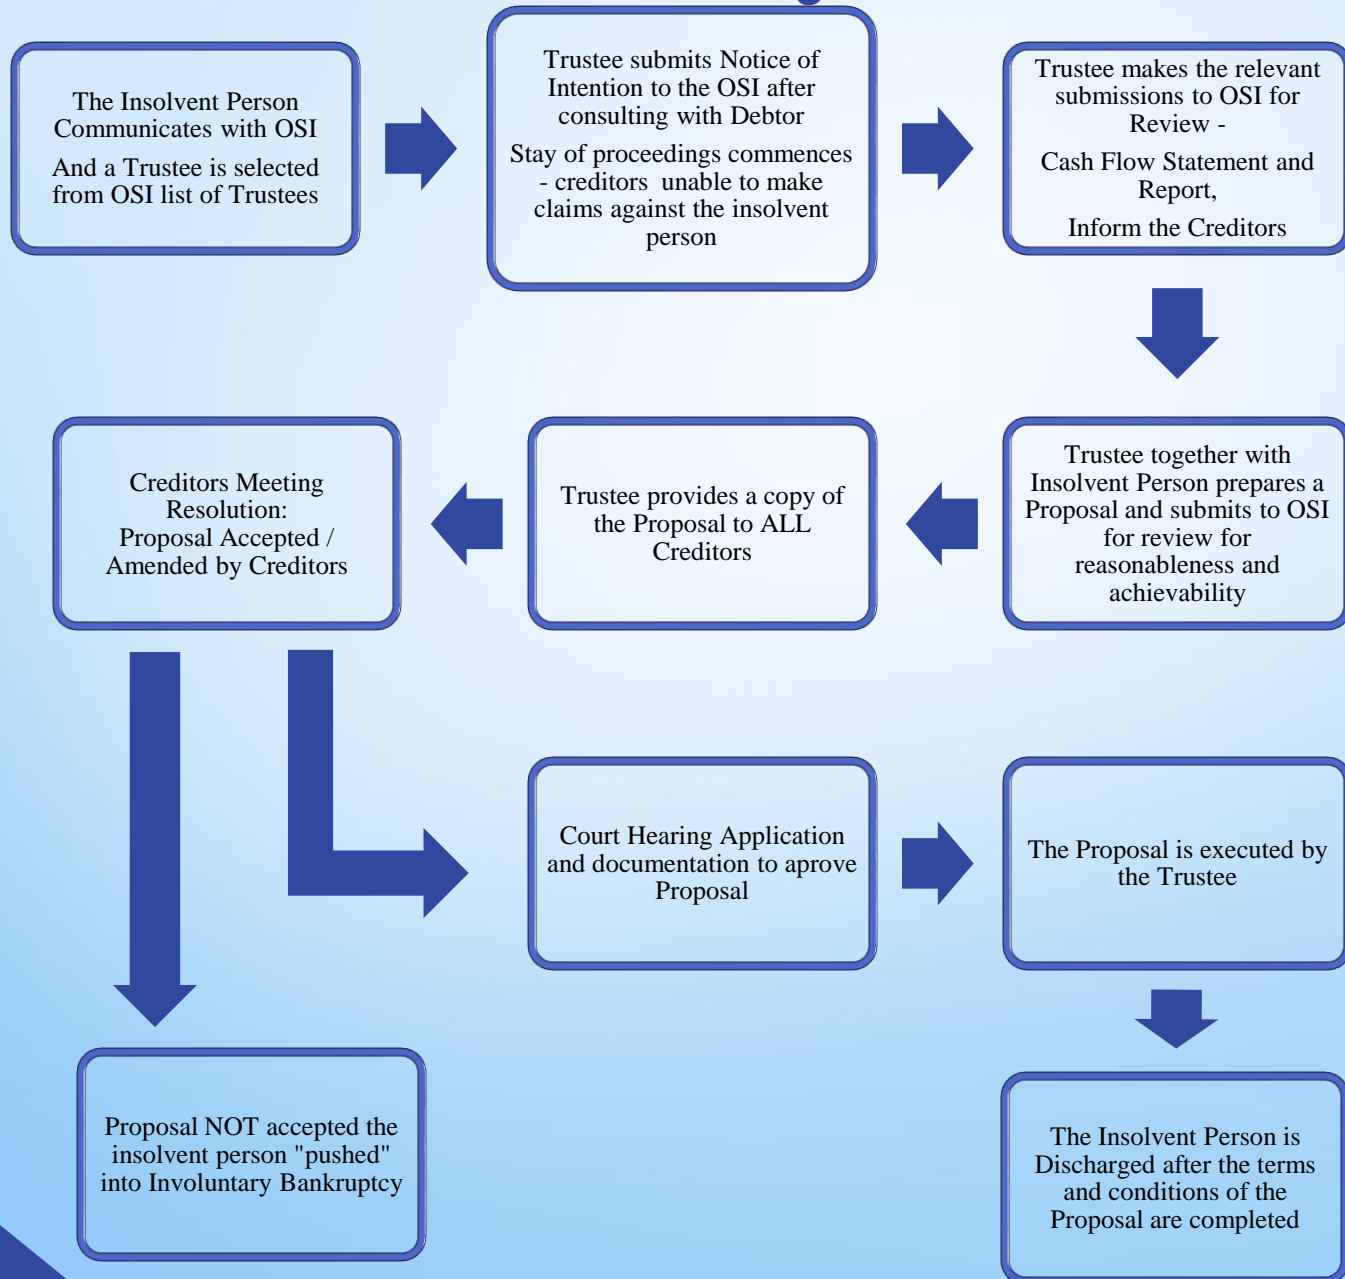 The Insolvent Person
Communicates with OSI
And a Trustee is selected
from OSI list of Trustees
Trustee submits Notice of
Intention to the OSI after
consulting with Debtor
Stay of proceedings commences
- creditors  unable to make
claims against the insolvent
person
Trustee makes the relevant
submissions to OSI for
Review -
Cash Flow Statement and
Report,
Inform the Creditors
Creditors Meeting
Resolution:
Proposal Accepted /
Amended by Creditors
Trustee provides a copy of
the Proposal to ALL
Creditors
Trustee together with
Insolvent Person prepares a
Proposal and submits to OSI
for review for
reasonableness and
achievability
Court Hearing Application
and documentation to aprove
Proposal
The Proposal is executed by
the Trustee
Proposal NOT accepted the
insolvent person "pushed"
into Involuntary Bankruptcy
The Insolvent Person is
Discharged after the terms
and conditions of the
Proposal are completed